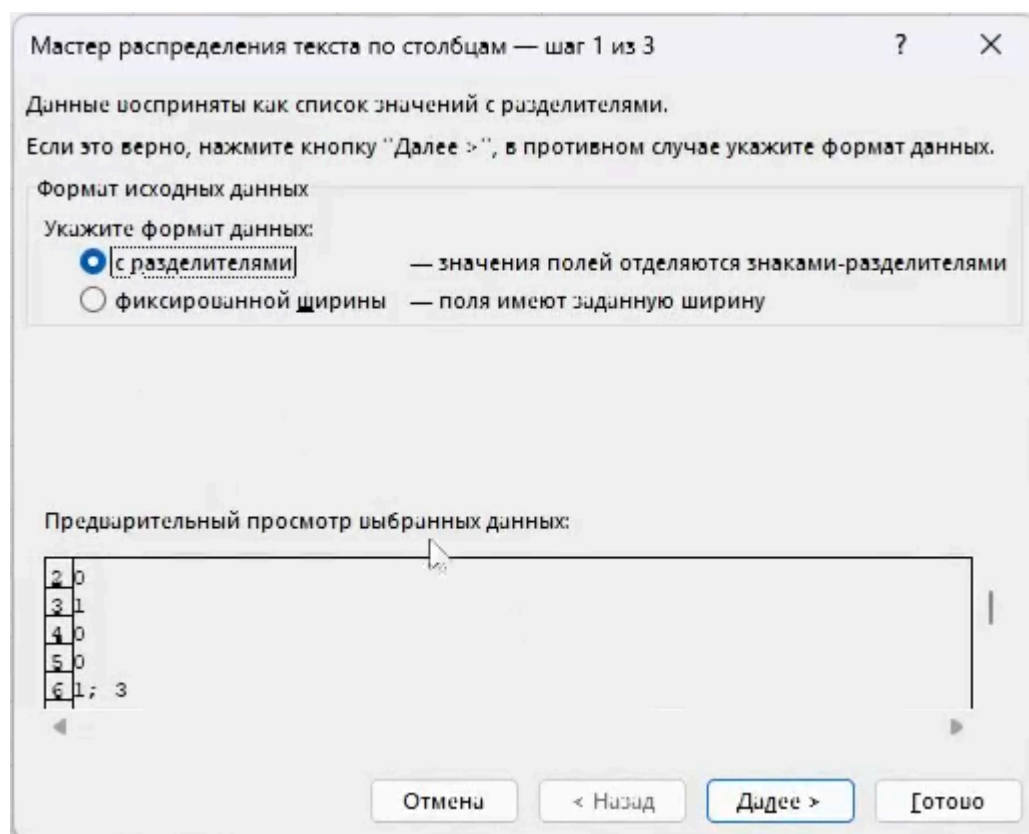 Мастер распределения текста по столбцам — шаг 1 из 3 ? ×
Данные восприняты как список значений с разделителями.
Если это верно, нажмите кнопку "Далее >", в противном случае укажите формат данных.
Формат исходных данных
Укажите формат данных:
с разделителями — значения полей отделяются знаками-разделителями
фиксированной ширины — поля имеют заданную ширину
Предварительный просмотр выбранных данных:
2 0
3 1
4 0
5 0
6 1; 3
Отмена < Назад Далее > Готово